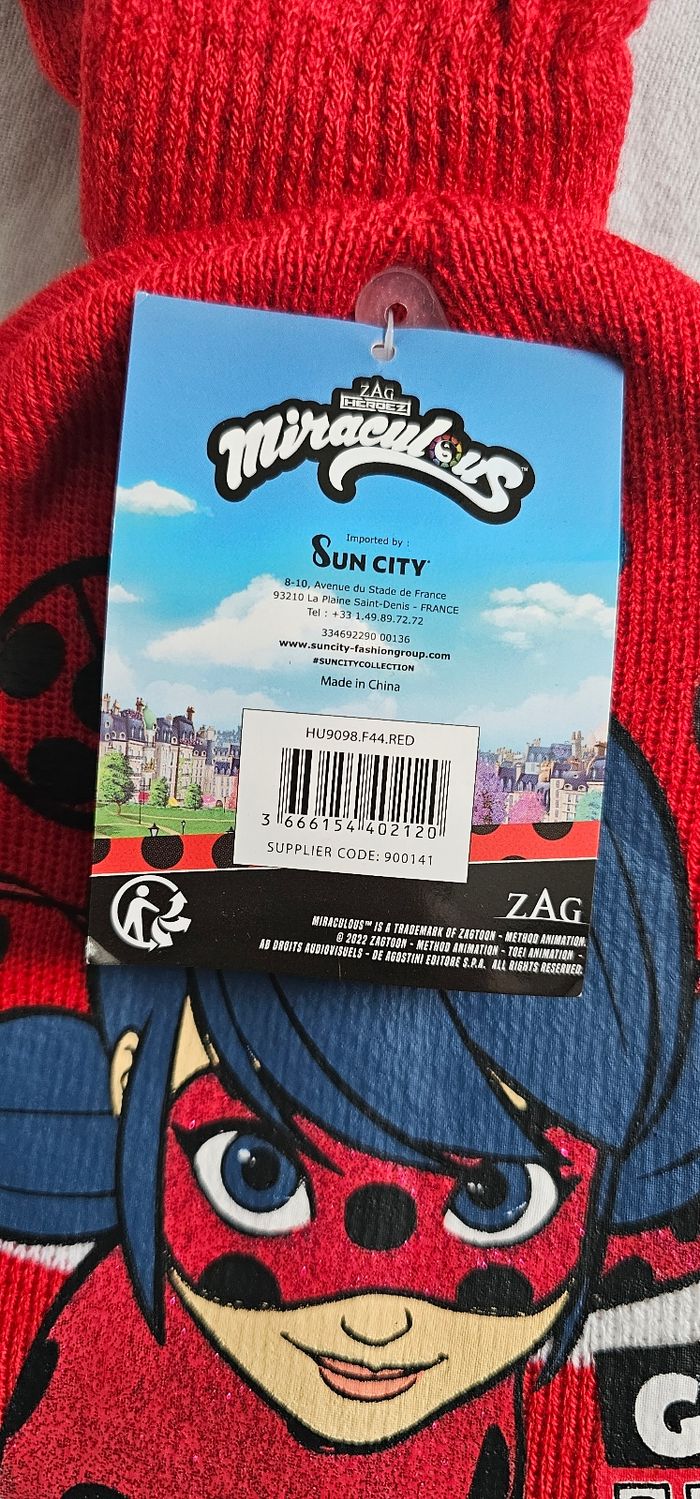 ZAG
HEROEZ
Miraculous™
Imported by :
SUN CITY
8-10, Avenue du Stade de France
93210 La Plaine Saint-Denis - FRANCE
Tel : +33 1.49.89.72.72
334692290 00136
www.suncity-fashiongroup.com
#SUNCITYCOLLECTION
Made in China
HU9098.F44.RED
3 666154 402120
SUPPLIER CODE: 900141
ZAG
MIRACULOUS™ IS A TRADEMARK OF ZAGTOON - METHOD ANIMATION.
© 2022 ZAGTOON - METHOD ANIMATION - TOEI ANIMATION -
AB DROITS AUDIOVISUELS - DE AGOSTINI EDITORE S.P.A. ALL RIGHTS RESERVED.
G